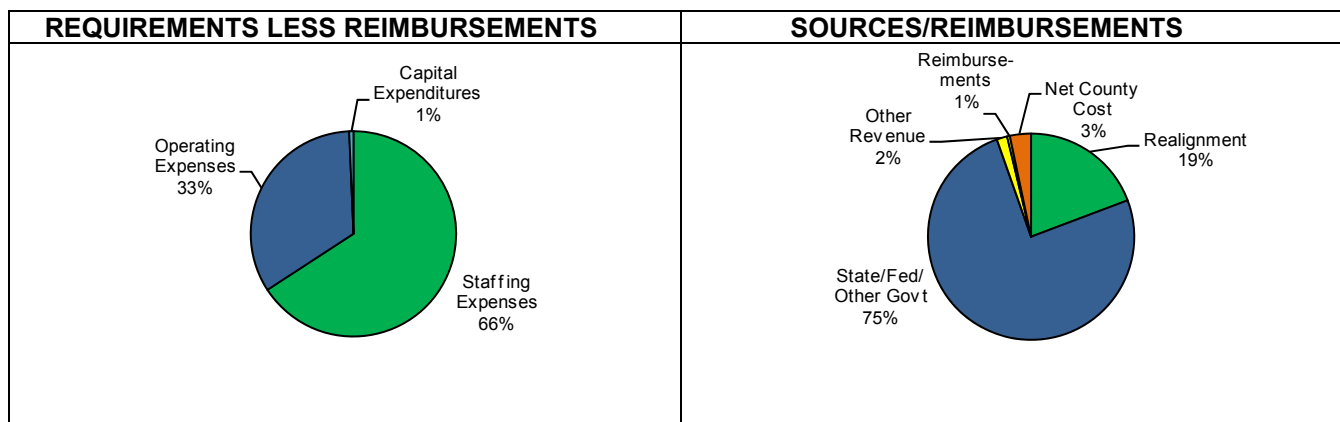 REQUIREMENTS LESS REIMBURSEMENTS
Capital
Expenditures
1%
Operating
Expenses
33%
Staffing
Expenses
66%
SOURCES/REIMBURSEMENTS
Reimburse-
ments
1%
Net County
Cost
3%
Other
Revenue
2%
Realignment
19%
State/Fed/
Other Govt
75%